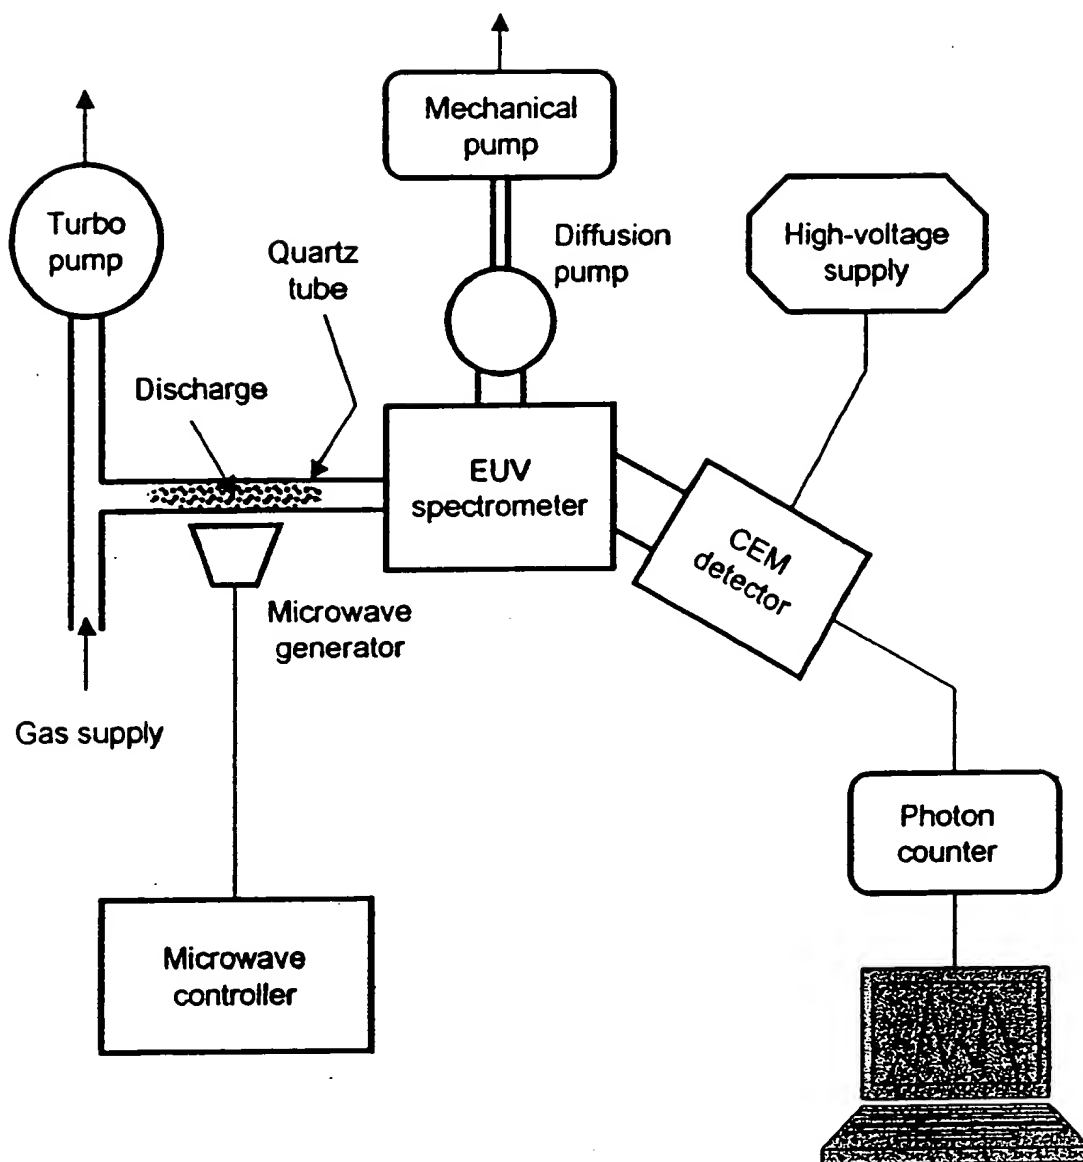 Mechanical
pump
Turbo
pump
Quartz
tube
Diffusion
pump
High-voltage
supply
Discharge
EUV
spectrometer
CEM
detector
Microwave
generator
Gas supply
Photon
counter
Microwave
controller